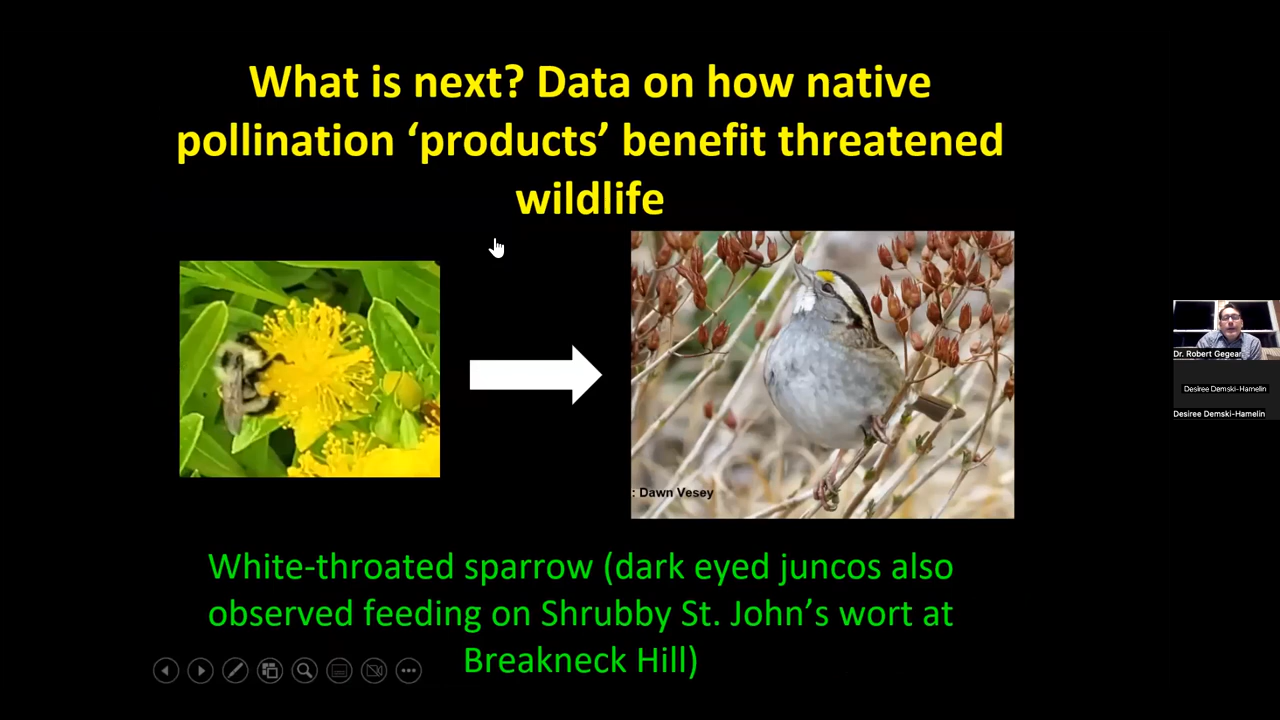 What is next? Data on how native
pollination ‘products’ benefit threatened
wildlife
: Dawn Vesey
White-throated sparrow (dark eyed juncos also
observed feeding on Shrubby St. John’s wort at
Breakneck Hill)
Dr. Robert Gegear
Desiree Demski-Hamelin
Desiree Demski-Hamelin